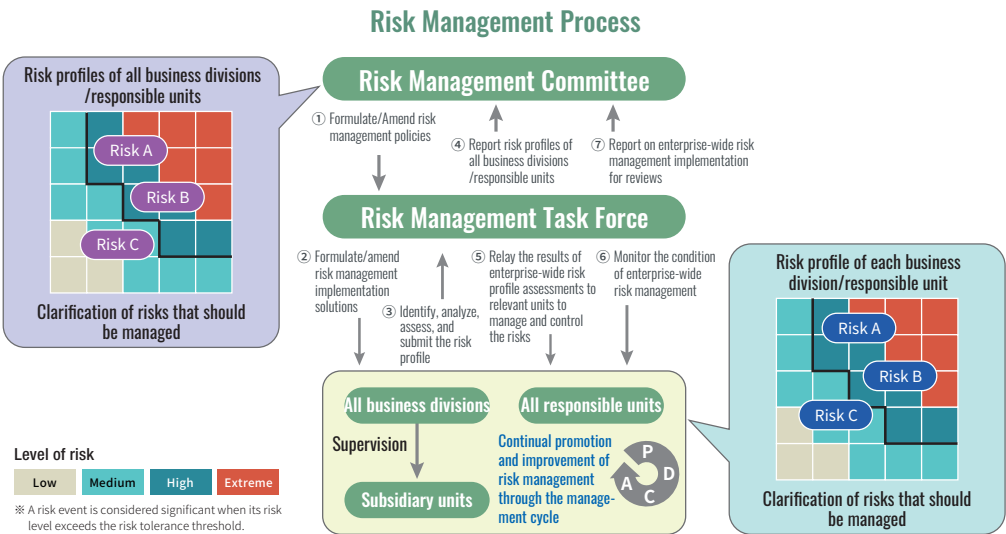 Risk Management Process
Risk profiles of all business divisions
/responsible units
Risk A
Risk B
Risk C
Clarification of risks that should
be managed
Risk Management Committee
① Formulate/Amend risk
management policies
④ Report risk profiles of
all business divisions
/responsible units
⑦ Report on enterprise-wide risk
management implementation
for reviews
Risk Management Task Force
② Formulate/amend
risk management
implementation
solutions
③ Identify, analyze,
assess, and
submit the risk
profile
⑤ Relay the results of
enterprise-wide risk
profile assessments to
relevant units to
manage and control
the risks
⑥ Monitor the condition
of enterprise-wide
risk management
All business divisions
Supervision
Subsidiary units
All responsible units
Continual promotion
and improvement of
risk management
through the manage-
ment cycle
P
D
C
A
Risk profile of each business
division/responsible unit
Risk A
Risk B
Risk C
Clarification of risks that should
be managed
Level of risk
Low
Medium
High
Extreme
※ A risk event is considered significant when its risk
level exceeds the risk tolerance threshold.